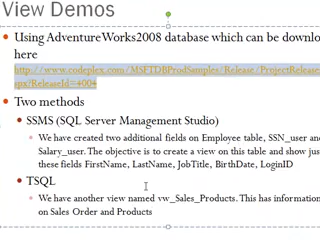 View Demos
Using AdventureWorks2008 database which can be downlo
here
http://www.codeplex.com/MSFTDBProdSamples/Release/ProjectRelease
spx?ReleaseId=4004
Two methods
SSMS (SQL Server Management Studio)
We have created two additional fields on Employee table, SSN_user an
Salary_user. The objective is to create a view on this table and show jus
these fields FirstName, LastName, JobTitle, BirthDate, LoginID
TSQL
We have another view named vw_Sales_Products. This has information
on Sales Order and Products